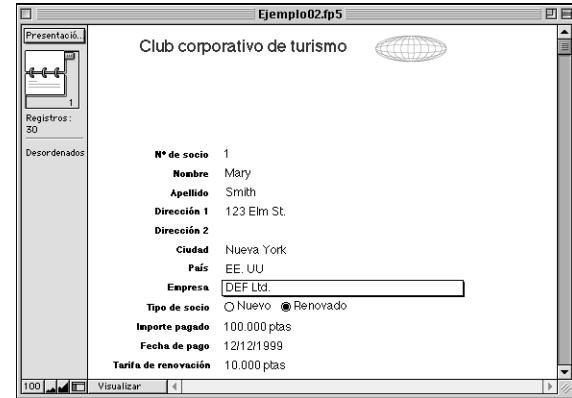 Ejemplo02.fp5
Presentació..
1
Registros:
30
Desordenados
Club corporativo de turismo
Nº de socio 1
Nombre Mary
Apellido Smith
Dirección 1 123 Elm St.
Dirección 2
Ciudad Nueva York
País EE. UU
Empresa DEF Ltd.
Tipo de socio Nuevo Renovado
Importe pagado 100.000 ptas
Fecha de pago 12/12/1999
Tarifa de renovación 10.000 ptas
100 Visualizar